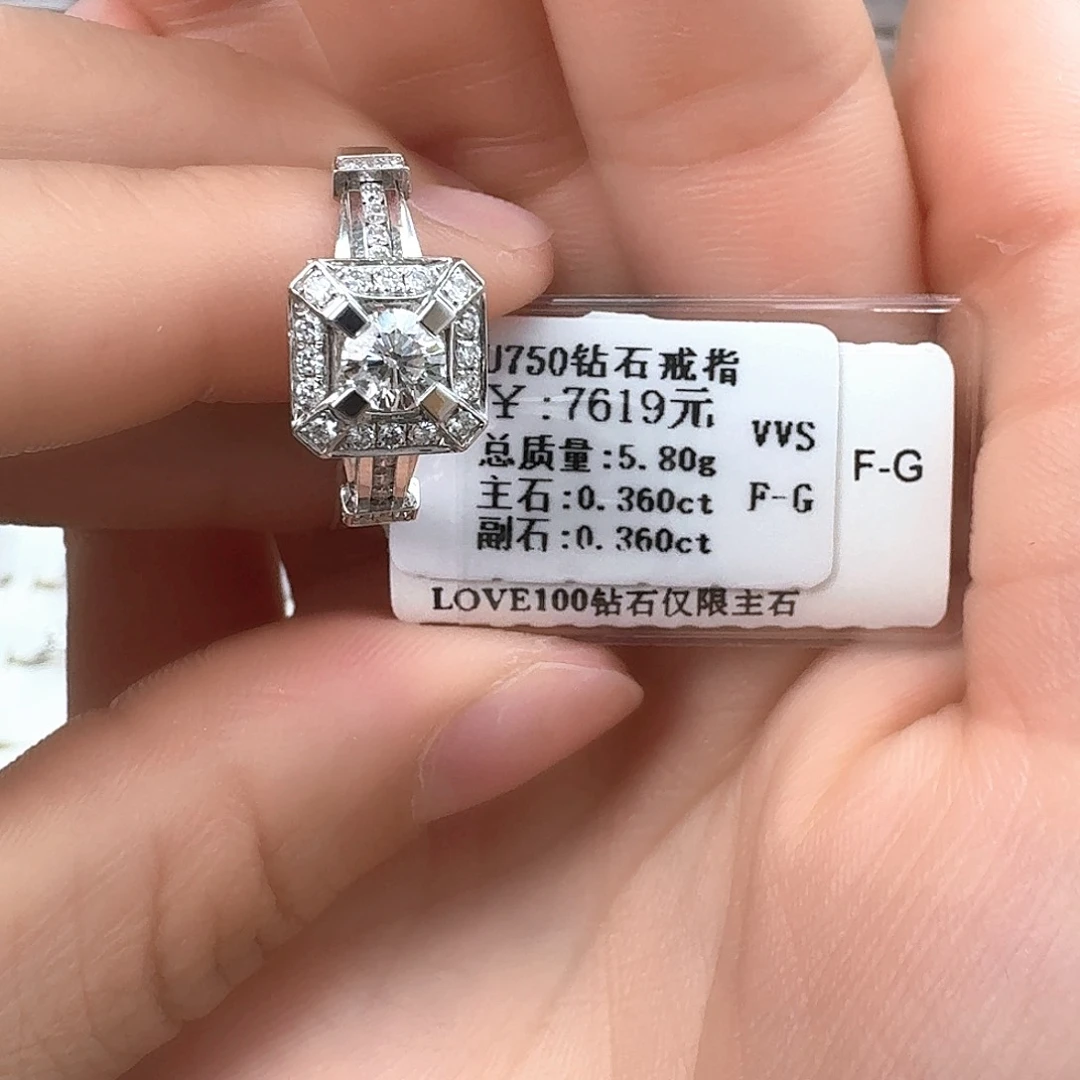 U750钻石戒指
¥:7619元
VVS
总质量:5.80g
主石:0.360ct F-G
副石:0.360ct
F-G
LOVE100钻石仅限主石